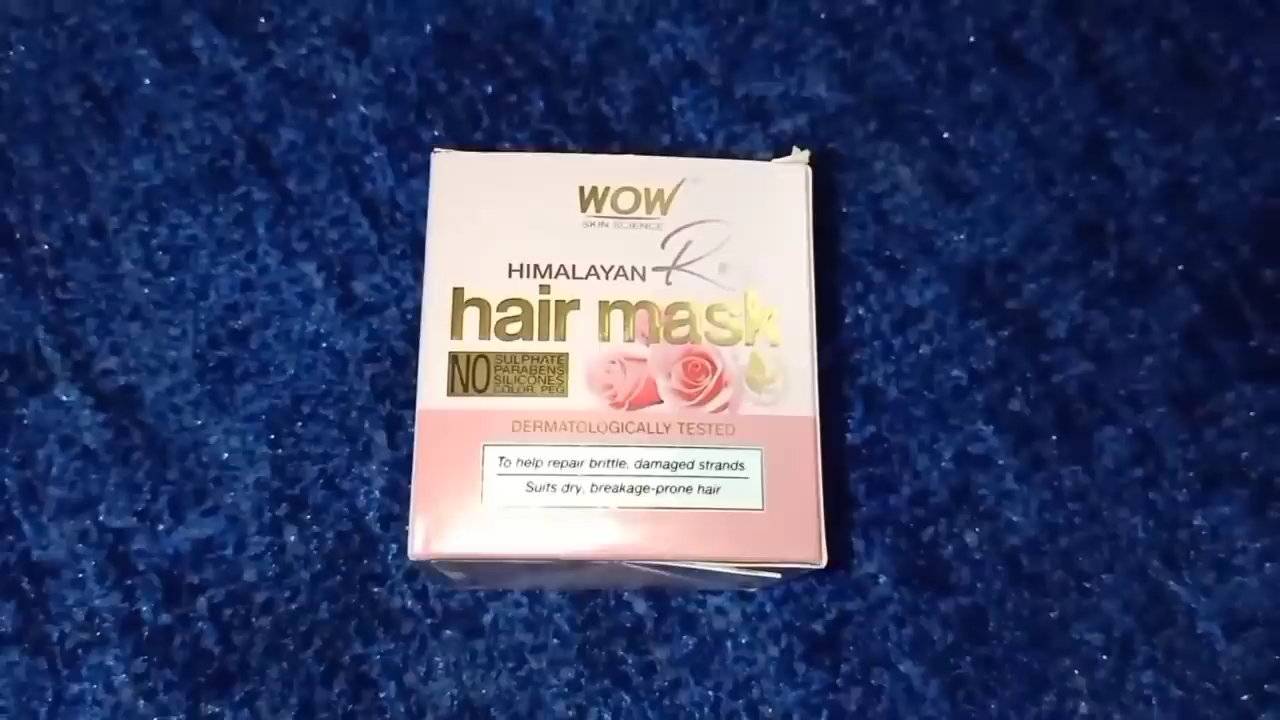 WOW
SKIN SCIENCE
HIMALAYAN
hair mask
NO SULPHATE
PARABENS
SILICONES
COLOR, PEG
DERMATOLOGICALLY TESTED
To help repair brittle, damaged strands
Suits dry, breakage-prone hair